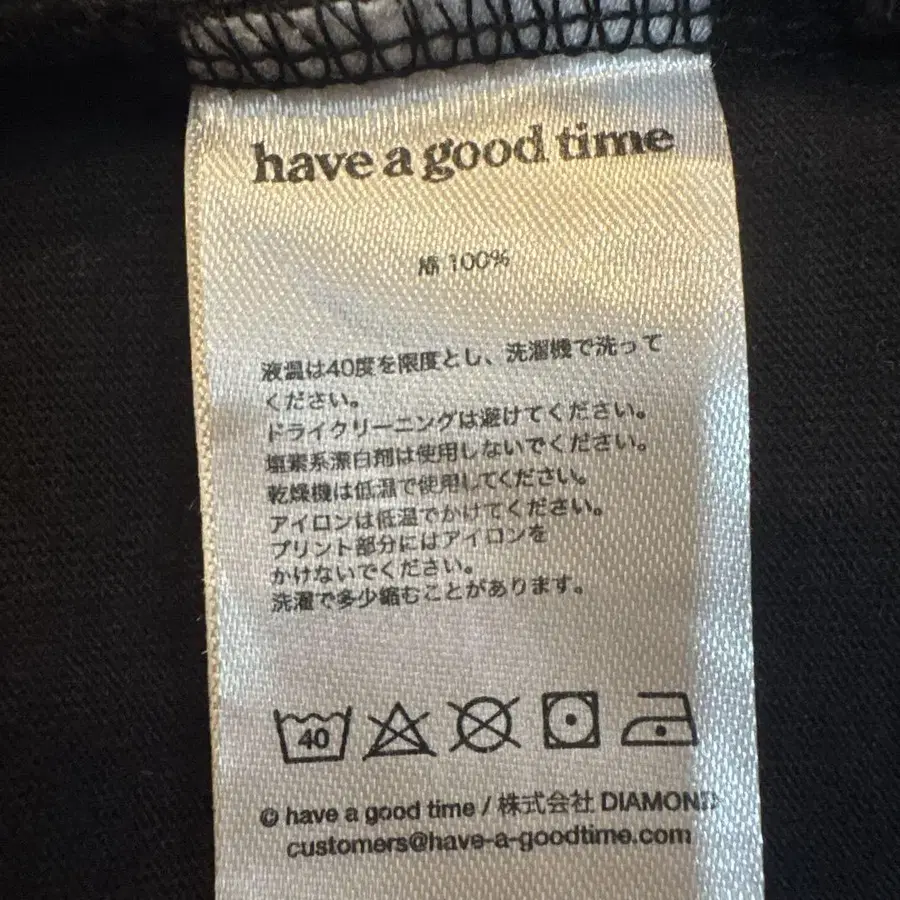 have a good time
綿 100%
液温は40度を限度とし、洗濯機で洗って
ください。
ドライクリーニングは避けてください。
塩素系漂白剤は使用しないでください。
乾燥機は低温で使用してください。
アイロンは低温でかけてください。
プリント部分にはアイロンを
かけないでください。
洗濯で多少縮むことがあります。
40
© have a good time / 株式会社 DIAMOND
customers@have-a-goodtime.com